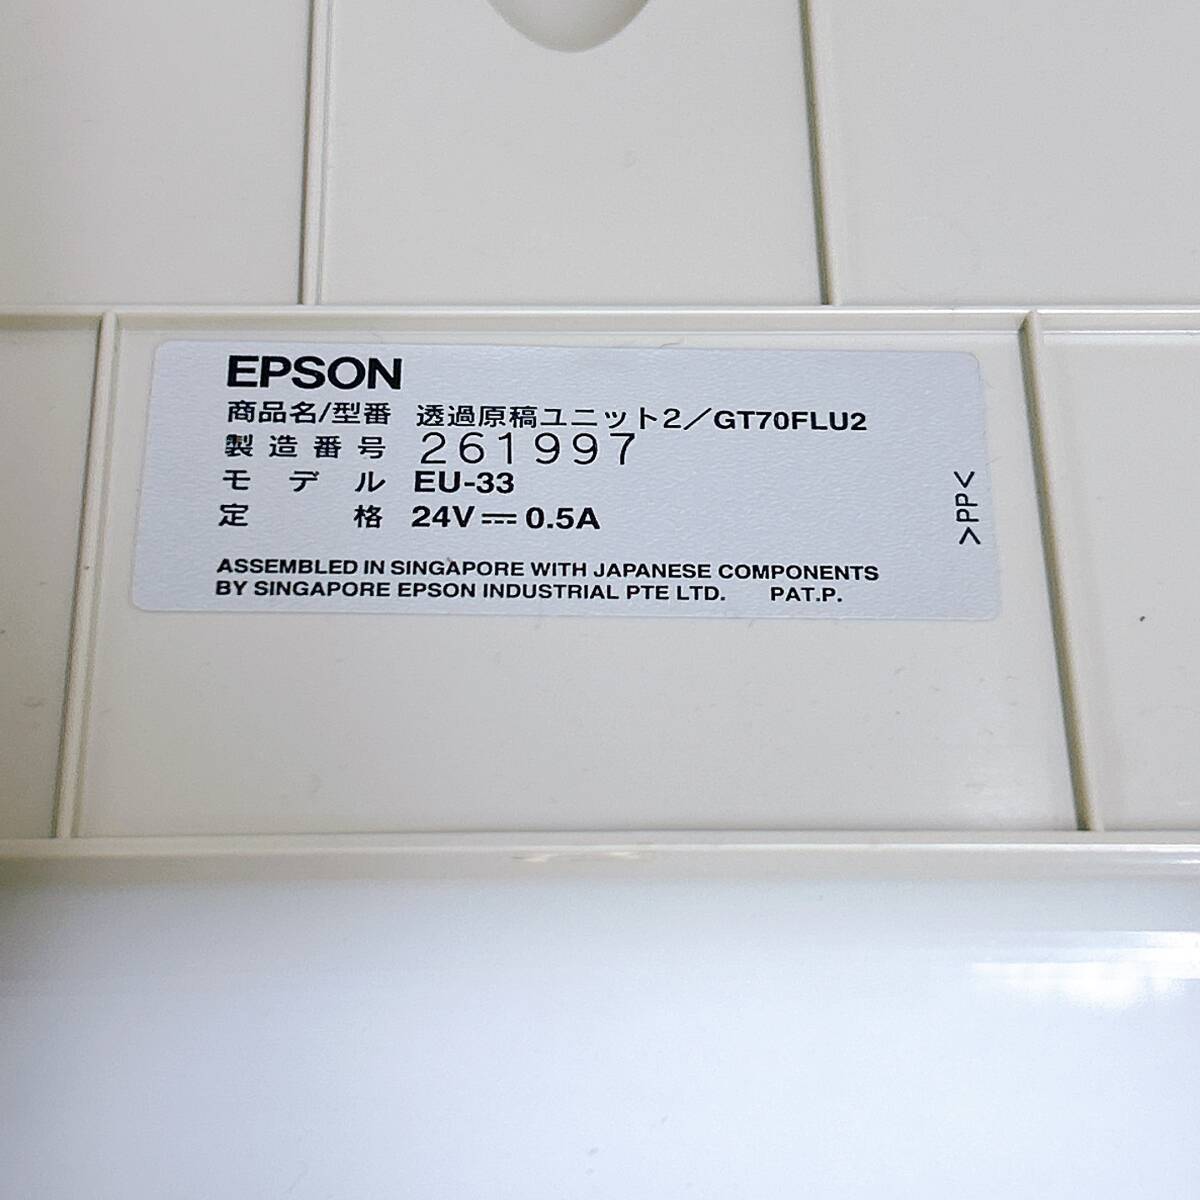 EPSON
商品名/型番 透過原稿ユニット2/GT70FLU2
製造番号 261997
モデル EU-33
定格 24V⎓0.5A
ASSEMBLED IN SINGAPORE WITH JAPANESE COMPONENTS
BY SINGAPORE EPSON INDUSTRIAL PTE LTD. PAT.P.
>PP<